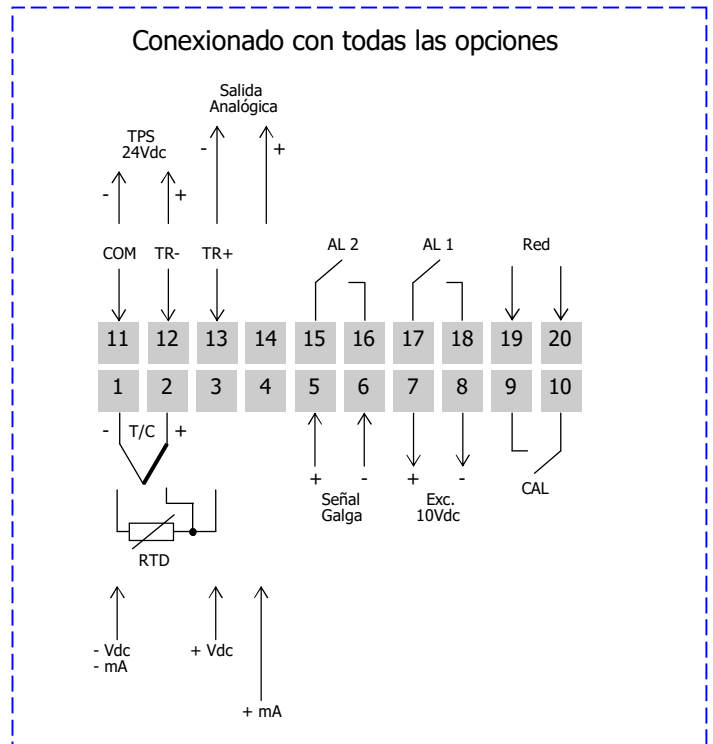 Conexionado con todas las opciones
Salida
Analógica
TPS
24Vdc
- +
- +
COM TR- TR+
AL 2 AL 1 Red
11 12 13 14 15 16 17 18 19 20
1 2 3 4 5 6 7 8 9 10
- T/C +
+ - + -
Señal
Galga
Exc.
10Vdc
CAL
RTD
- Vdc
- mA
+ Vdc
+ mA